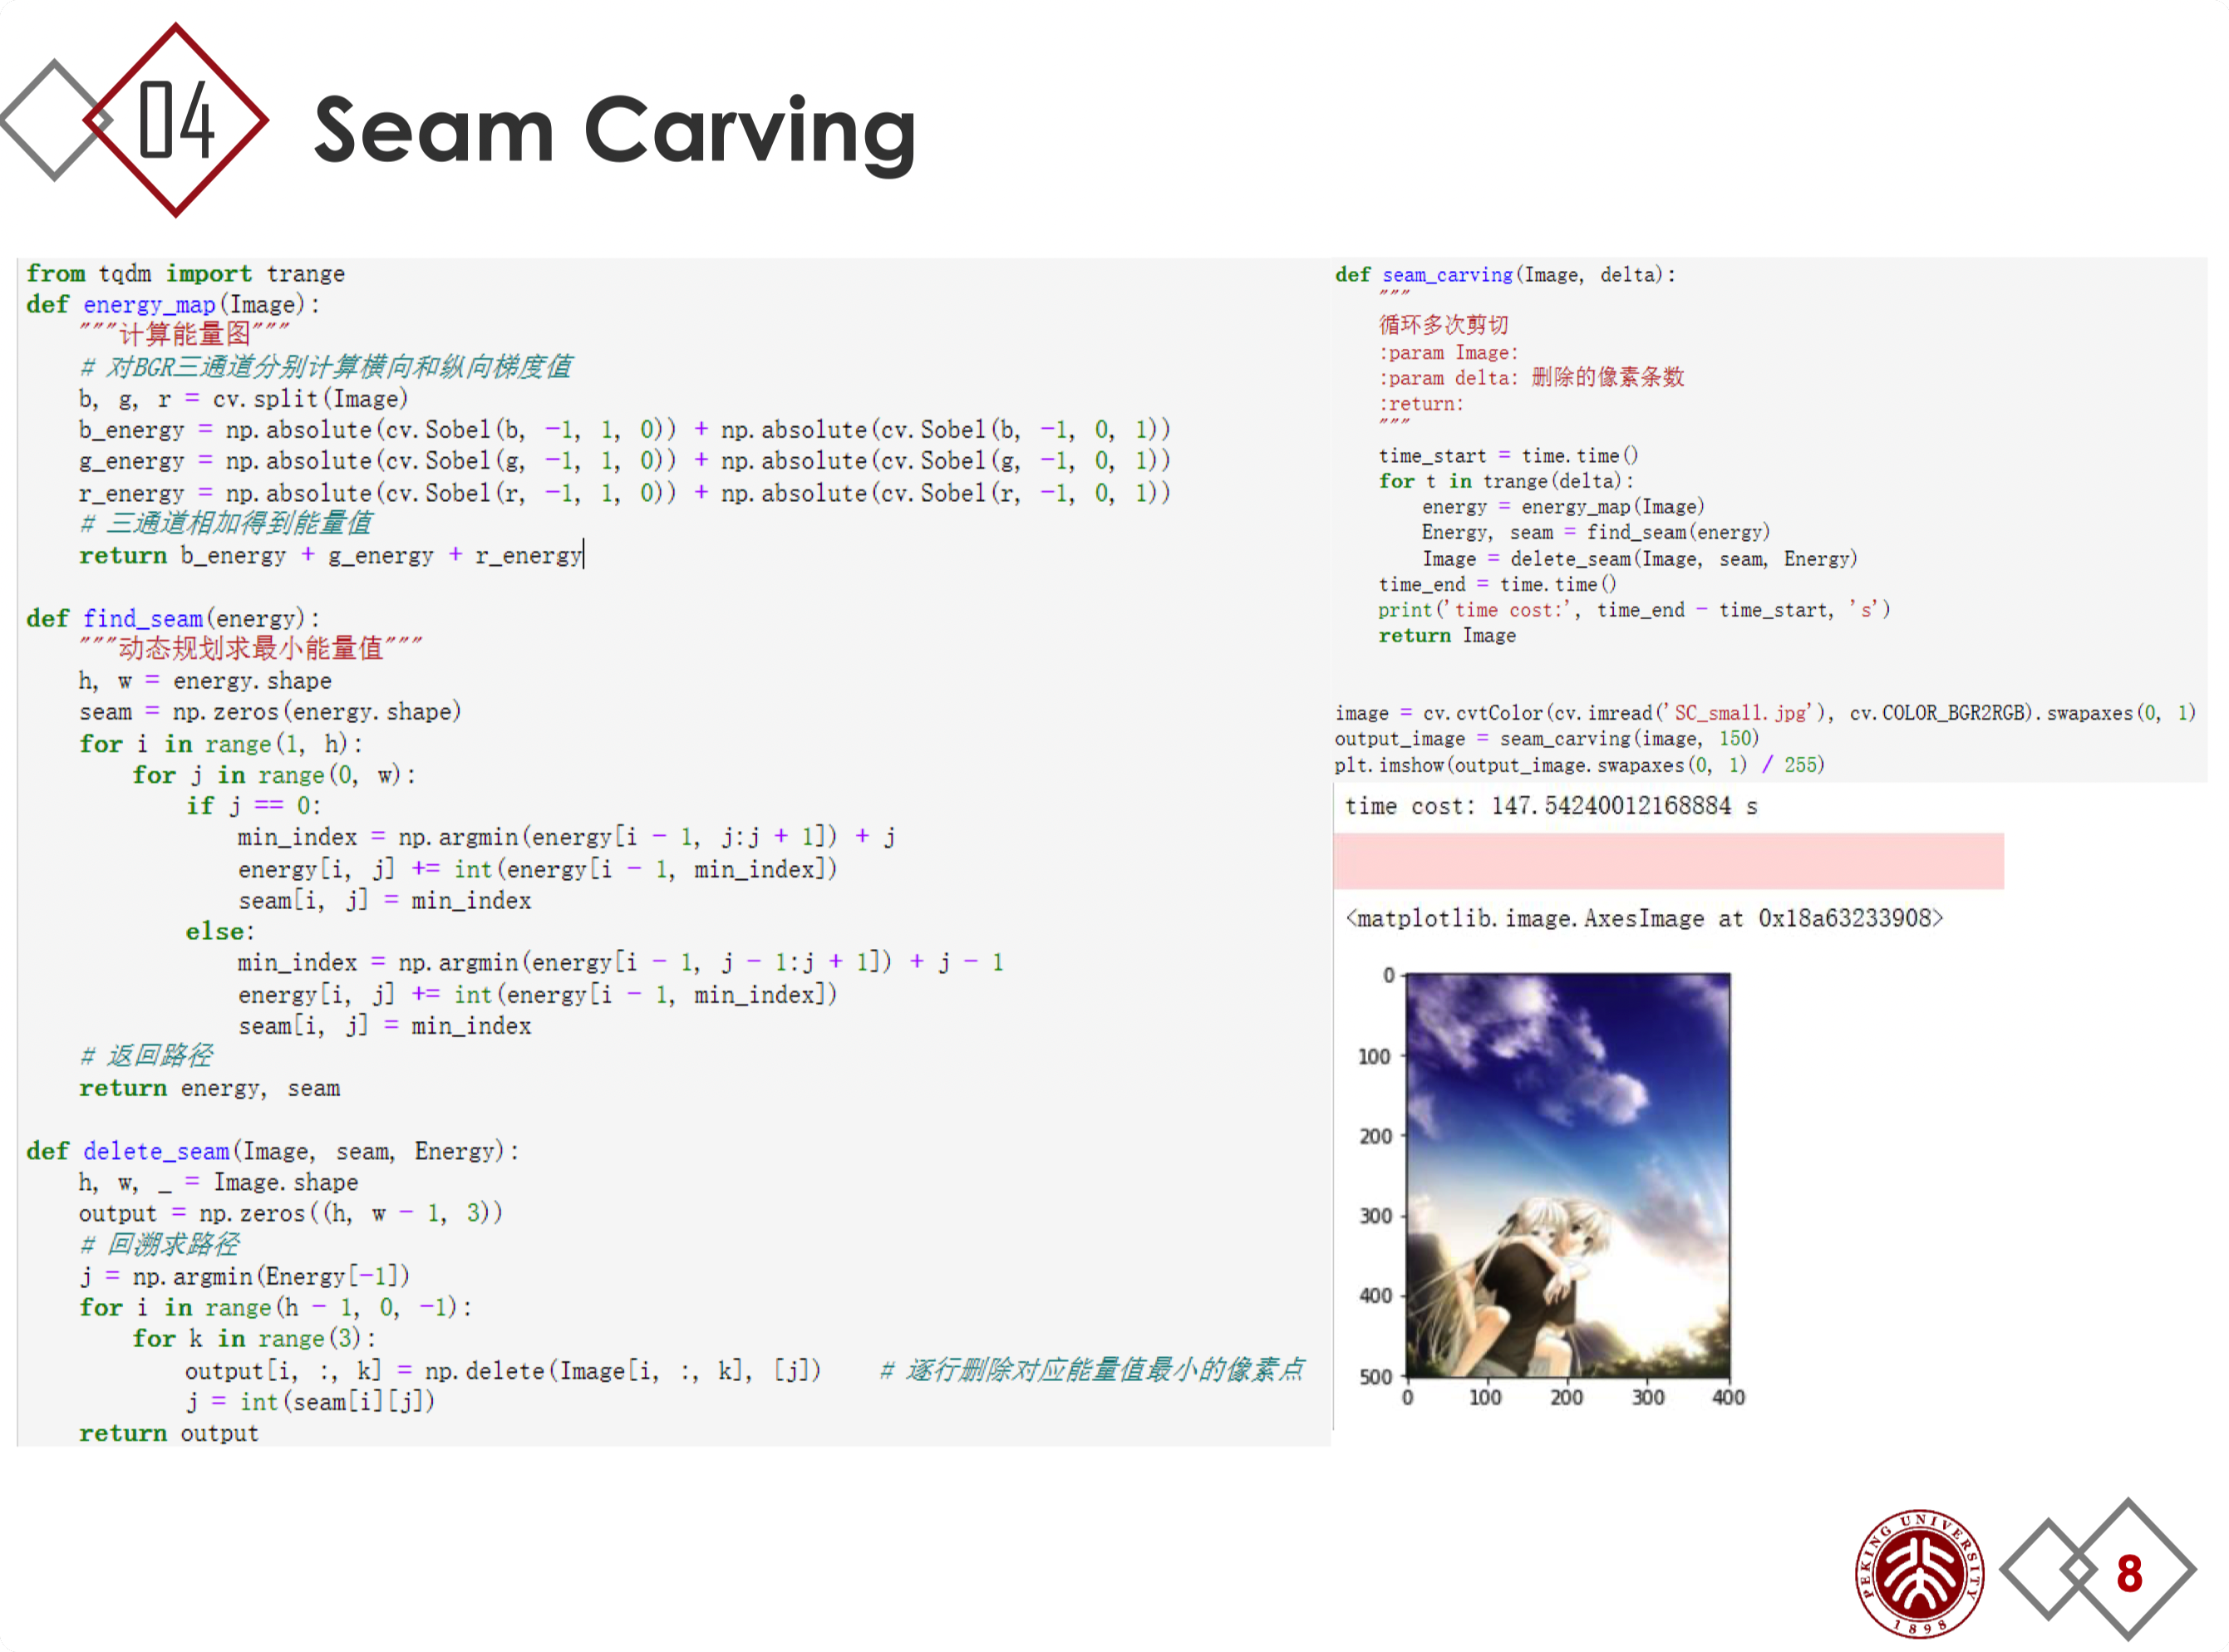 04
Seam Carving
from tqdm import trange
def energy_map(Image):
    """计算能量图"""
    # 对BGR三通道分别计算横向和纵向梯度值
    b, g, r = cv.split(Image)
    b_energy = np.absolute(cv.Sobel(b, -1, 1, 0)) + np.absolute(cv.Sobel(b, -1, 0, 1))
    g_energy = np.absolute(cv.Sobel(g, -1, 1, 0)) + np.absolute(cv.Sobel(g, -1, 0, 1))
    r_energy = np.absolute(cv.Sobel(r, -1, 1, 0)) + np.absolute(cv.Sobel(r, -1, 0, 1))
    # 三通道相加得到能量值
    return b_energy + g_energy + r_energy
def find_seam(energy):
    """动态规划求最小能量值"""
    h, w = energy.shape
    seam = np.zeros(energy.shape)
    for i in range(1, h):
        for j in range(0, w):
            if j == 0:
                min_index = np.argmin(energy[i - 1, j:j + 1]) + j
                energy[i, j] += int(energy[i - 1, min_index])
                seam[i, j] = min_index
            else:
                min_index = np.argmin(energy[i - 1, j - 1:j + 1]) + j - 1
                energy[i, j] += int(energy[i - 1, min_index])
                seam[i, j] = min_index
    # 返回路径
    return energy, seam
def delete_seam(Image, seam, Energy):
    h, w, _ = Image.shape
    output = np.zeros((h, w - 1, 3))
    # 回溯求路径
    j = np.argmin(Energy[-1])
    for i in range(h - 1, 0, -1):
        for k in range(3):
            output[i, :, k] = np.delete(Image[i, :, k], [j])    # 逐行删除对应能量值最小的像素点
            j = int(seam[i][j])
    return output
def seam_carving(Image, delta):
    """
    循环多次剪切
    :param Image:
    :param delta: 删除的像素条数
    :return:
    """
    time_start = time.time()
    for t in trange(delta):
        energy = energy_map(Image)
        Energy, seam = find_seam(energy)
        Image = delete_seam(Image, seam, Energy)
    time_end = time.time()
    print('time cost:', time_end - time_start, 's')
    return Image
image = cv.cvtColor(cv.imread('SC_small.jpg'), cv.COLOR_BGR2RGB).swapaxes(0, 1)
output_image = seam_carving(image, 150)
plt.imshow(output_image.swapaxes(0, 1) / 255)
time cost: 147.54240012168884 s
<matplotlib.image.AxesImage at 0x18a63233908>
0
100
200
300
400
500
0 100 200 300 400
PEKING UNIVERSITY
1898
8